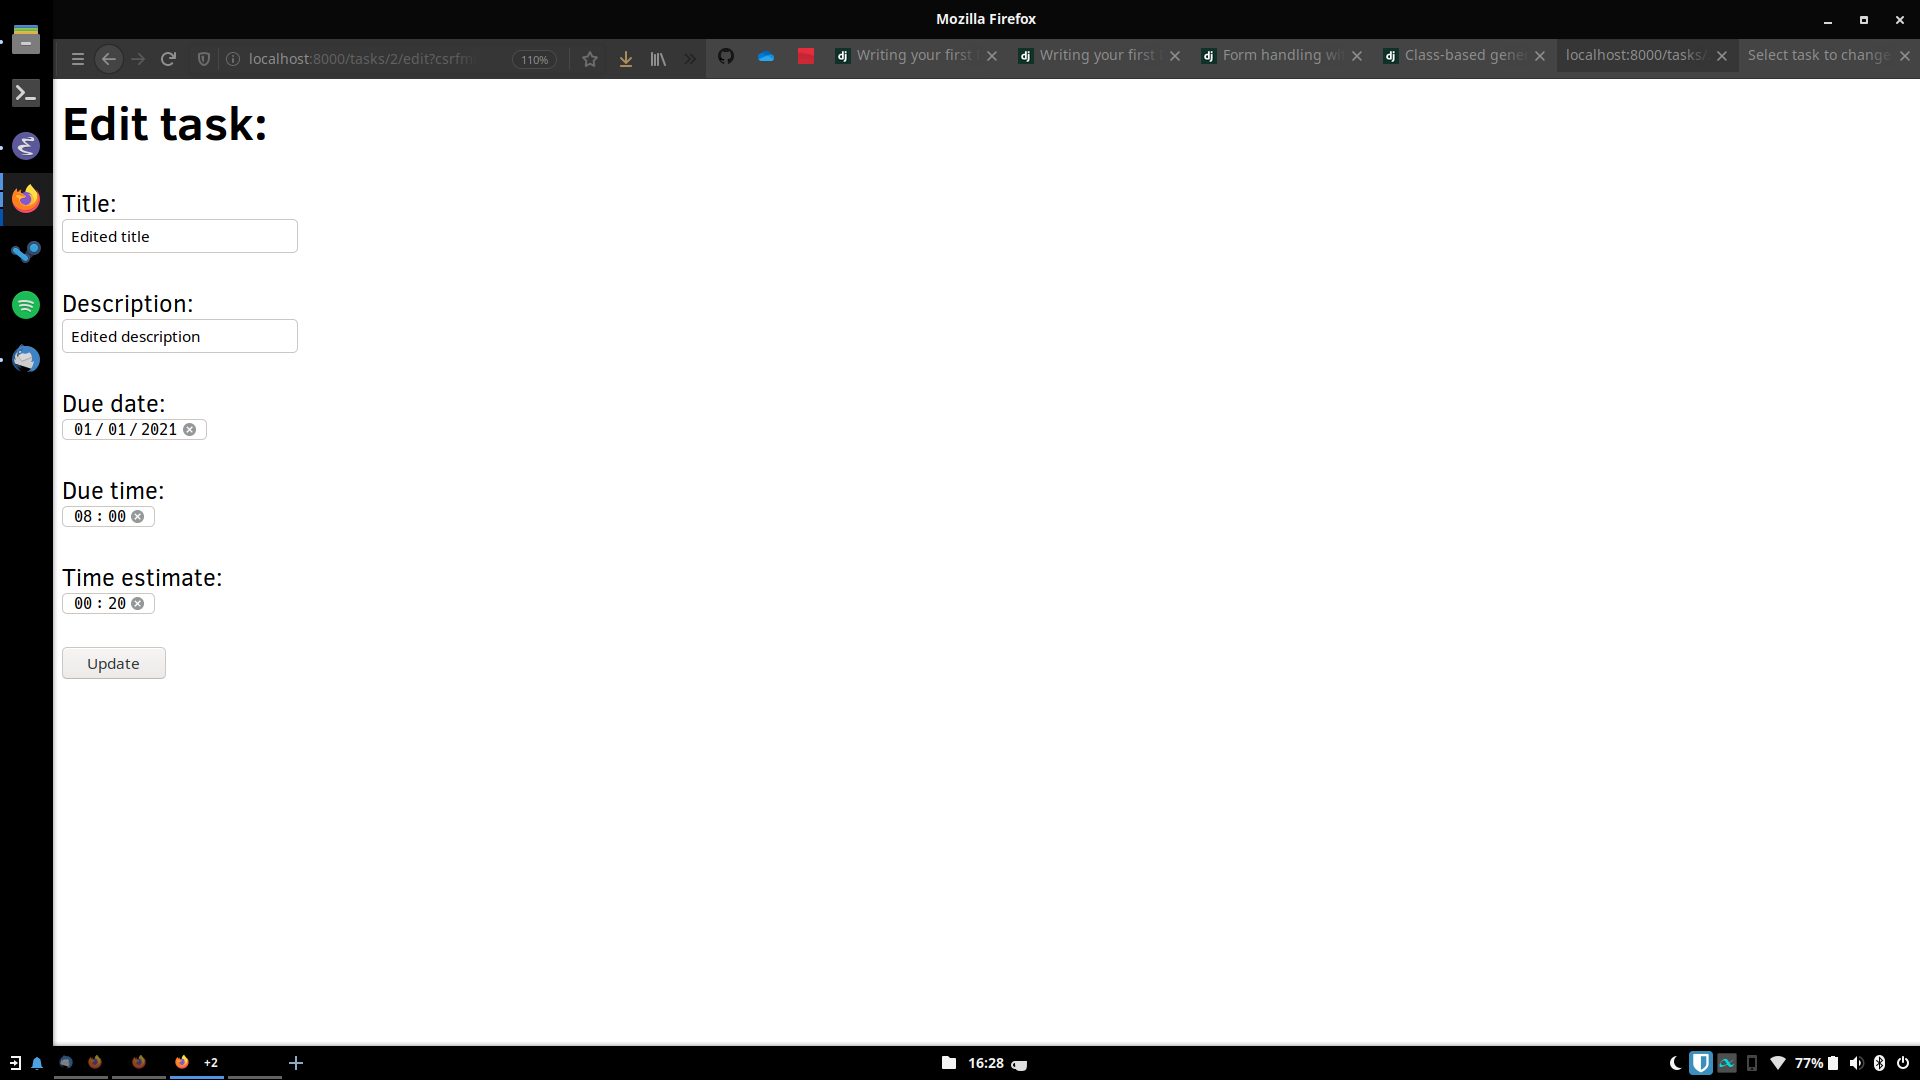 Mozilla Firefox
localhost:8000/tasks/2/edit?csrfm
110%
Writing your first
Writing your first
Form handling wi
Class-based gene
localhost:8000/tasks/
Select task to change
Edit task:
Title:
Edited title
Description:
Edited description
Due date:
01/01/2021
Due time:
08:00
Time estimate:
00:20
Update
+2
16:28
77%